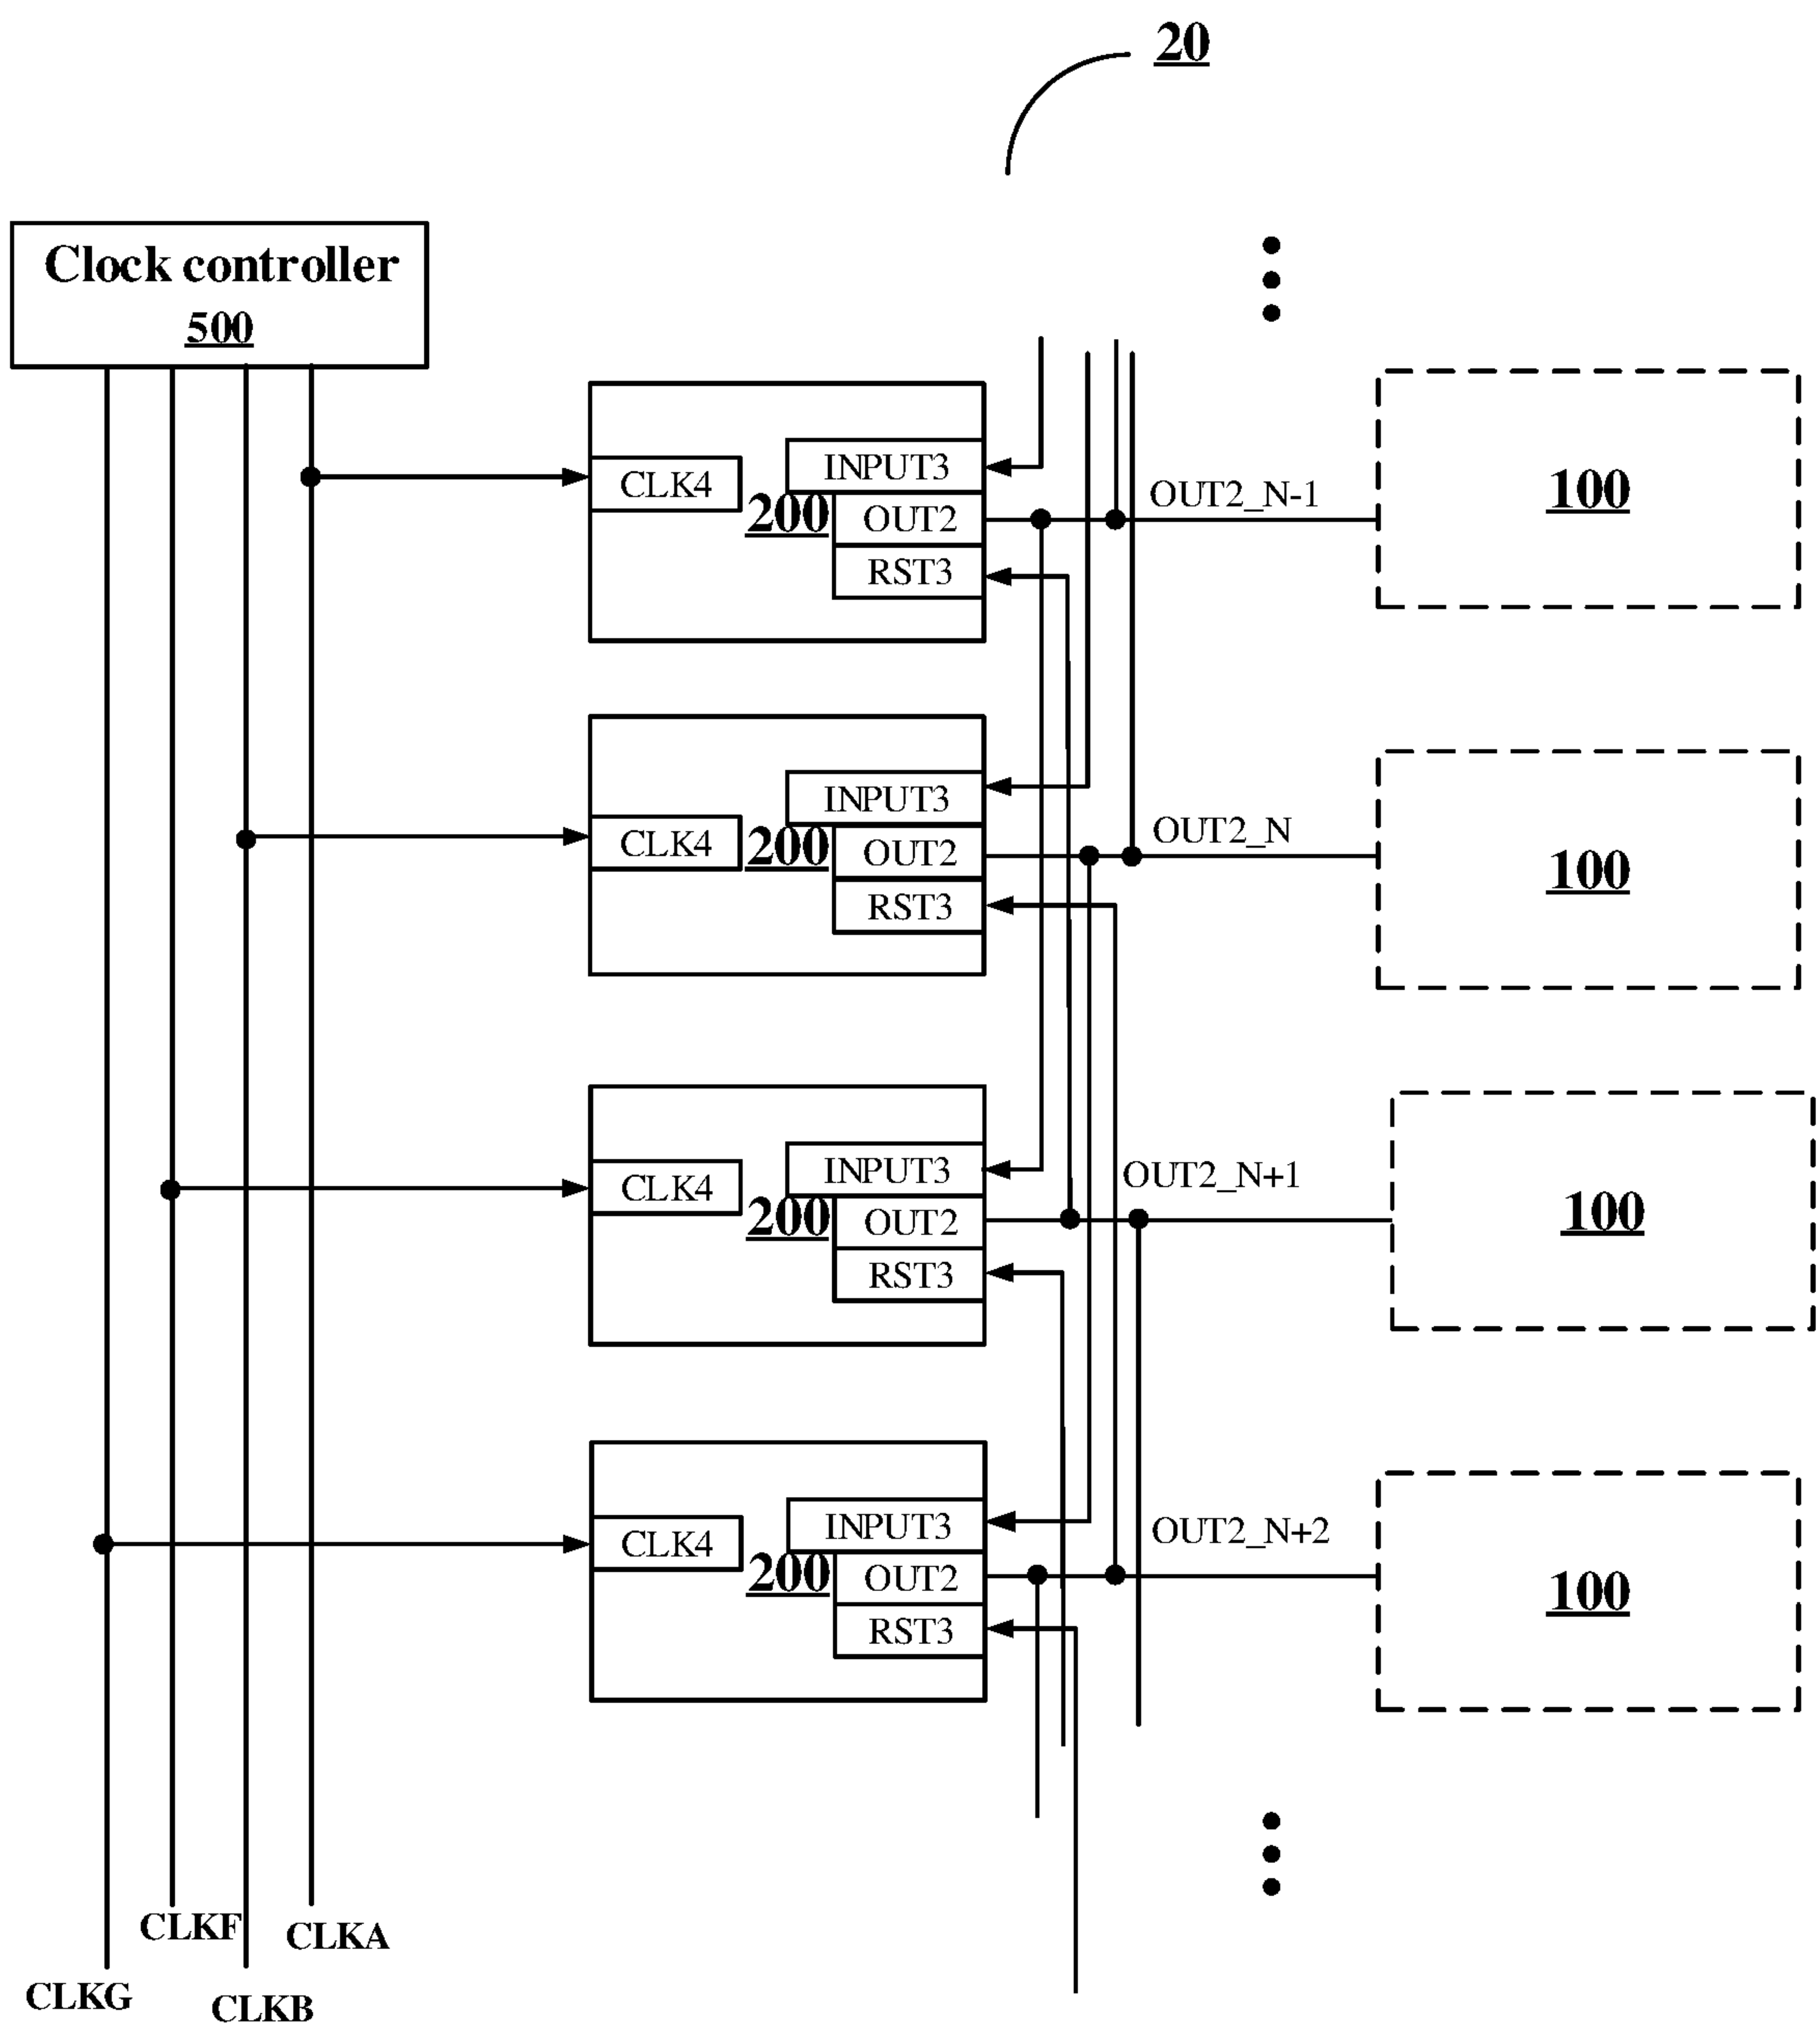 20
Clock controller
500
CLK4
INPUT3
200
OUT2
RST3
OUT2_N-1
100
CLK4
INPUT3
200
OUT2
RST3
OUT2_N
100
CLK4
INPUT3
200
OUT2
RST3
OUT2_N+1
100
CLK4
INPUT3
200
OUT2
RST3
OUT2_N+2
100
CLKF
CLKA
CLKG
CLKB